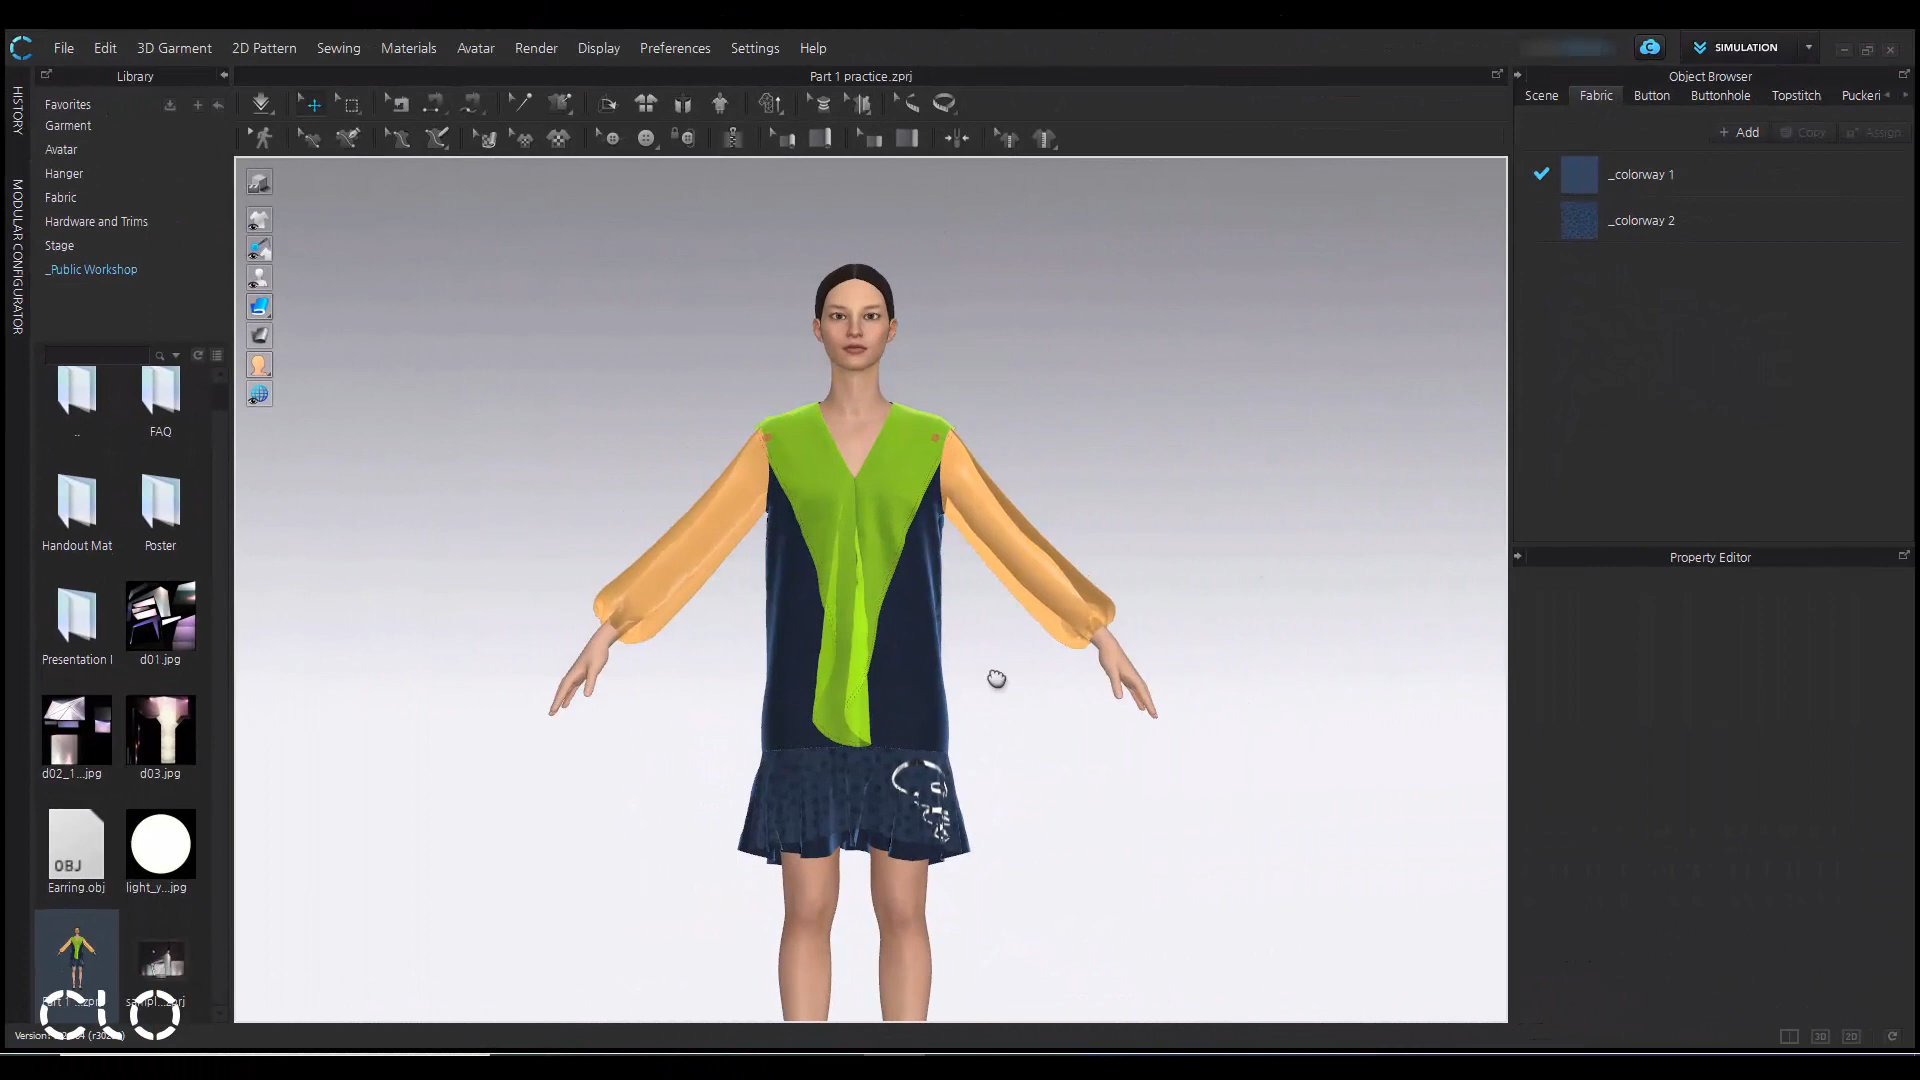 File Edit 3D Garment 2D Pattern Sewing Materials Avatar Render Display Preferences Settings Help
SIMULATION
Library
Part 1 practice.zprj
Object Browser
HISTORY
MODULAR CONFIGURATOR
Favorites
Garment
Avatar
Hanger
Fabric
Hardware and Trims
Stage
_Public Workshop
Scene Fabric Button Buttonhole Topstitch Puckeri
+ Add Copy Assign
_colorway 1
_colorway 2
Property Editor
.. FAQ
Handout Mat Poster
Presentation I d01.jpg
d02_1...jpg d03.jpg
OBJ
Earring.obj light_y...jpg
CLO
3D 2D